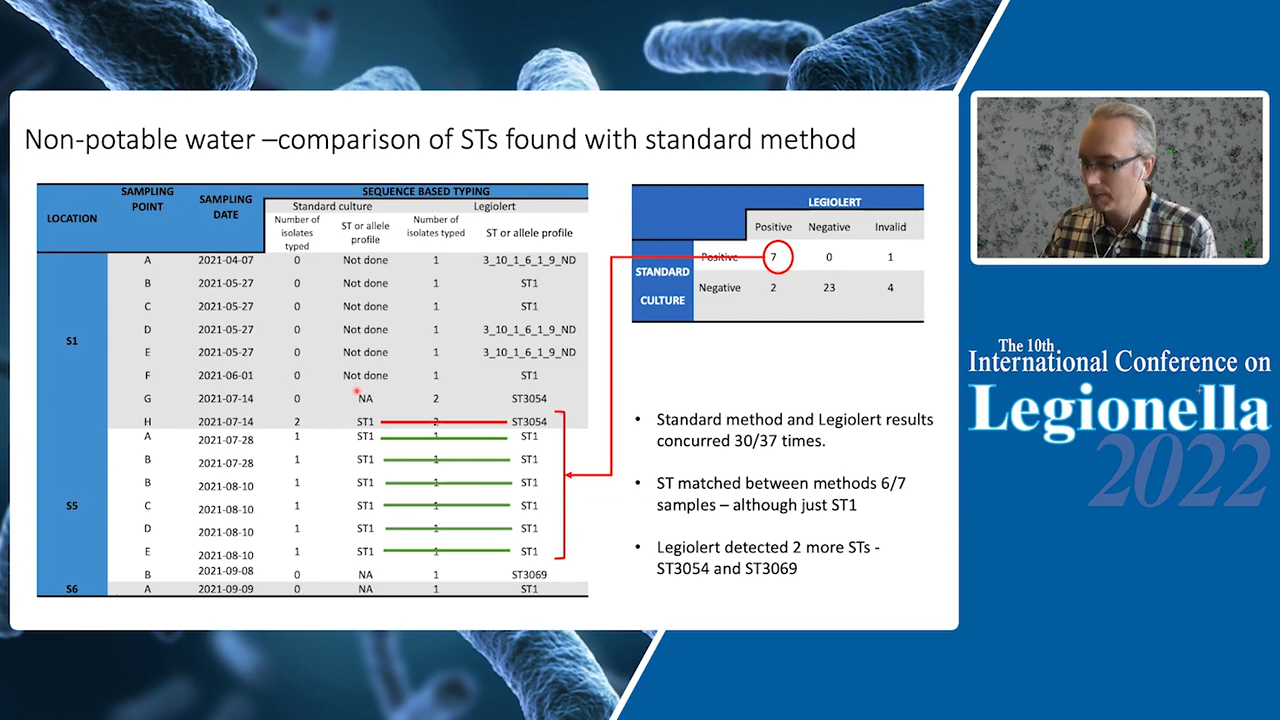 Non-potable water –comparison of STs found with standard method
LOCATION
SAMPLING
POINT
SAMPLING
DATE
SEQUENCE BASED TYPING
Standard culture
Legiolert
Number of
isolates
typed
ST or allele
profile
Number of
isolates typed
ST or allele profile
S1
A 2021-04-07 0 Not done 1 3_10_1_6_1_9_ND
B 2021-05-27 0 Not done 1 ST1
C 2021-05-27 0 Not done 1 ST1
D 2021-05-27 0 Not done 1 3_10_1_6_1_9_ND
E 2021-05-27 0 Not done 1 3_10_1_6_1_9_ND
F 2021-06-01 0 Not done 1 ST1
G 2021-07-14 0 NA 2 ST3054
H 2021-07-14 2 ST1 2 ST3054
S5
A 2021-07-28 1 ST1 1 ST1
B 2021-07-28 1 ST1 1 ST1
B 2021-08-10 1 ST1 1 ST1
C 2021-08-10 1 ST1 1 ST1
D 2021-08-10 1 ST1 1 ST1
E 2021-08-10 1 ST1 1 ST1
B 2021-09-08 0 NA 1 ST3069
S6 A 2021-09-09 0 NA 1 ST1
LEGIOLERT
Positive Negative Invalid
STANDARD
CULTURE
Positive 7 0 1
Negative 2 23 4
• Standard method and Legiolert results
concurred 30/37 times.
• ST matched between methods 6/7
samples – although just ST1
• Legiolert detected 2 more STs -
ST3054 and ST3069
The 10th
International Conference on
Legionella
2022